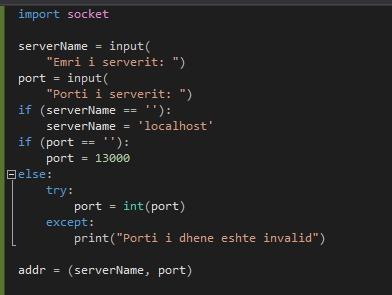 import socket
serverName = input(
"Emri i serverit: ")
port = input(
"Porti i serverit: ")
if (serverName == ''):
serverName = 'localhost'
if (port == ''):
port = 13000
else:
try:
port = int(port)
except:
print("Porti i dhene eshte invalid")
addr = (serverName, port)